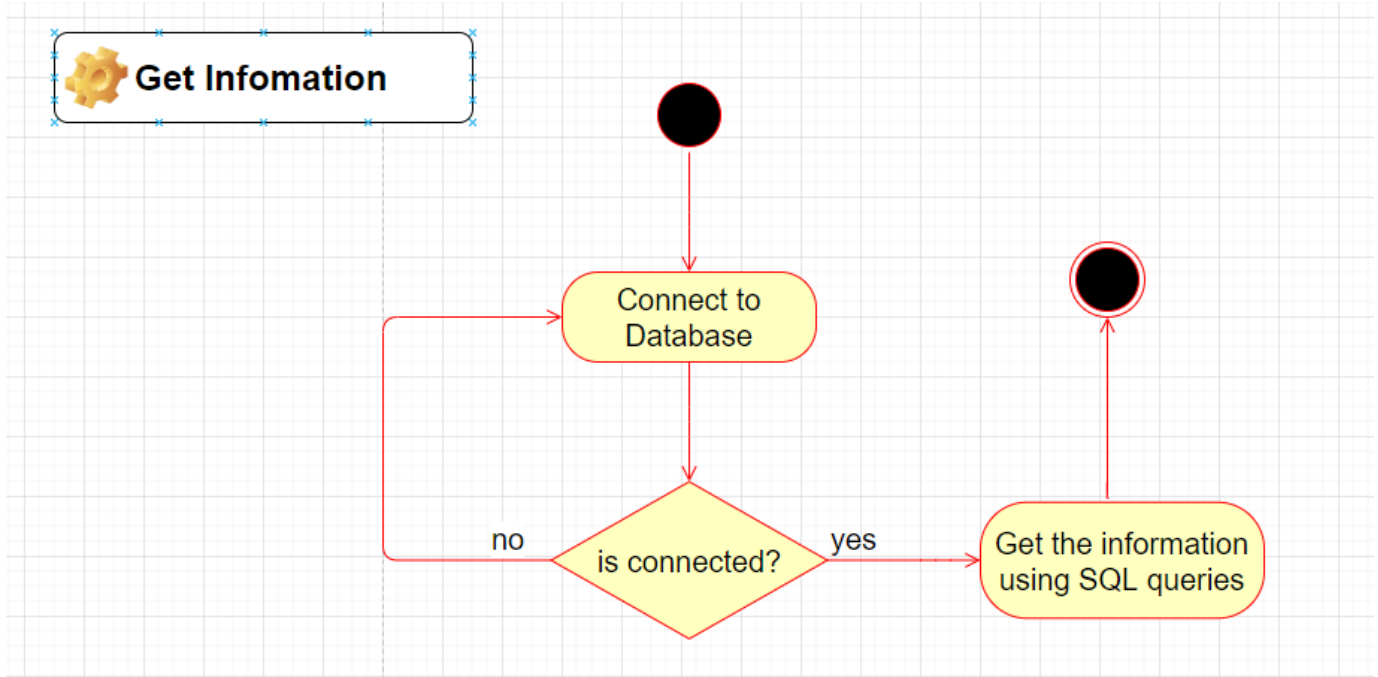 Get Infomation
Connect to
Database
no
is connected?
yes
Get the information
using SQL queries